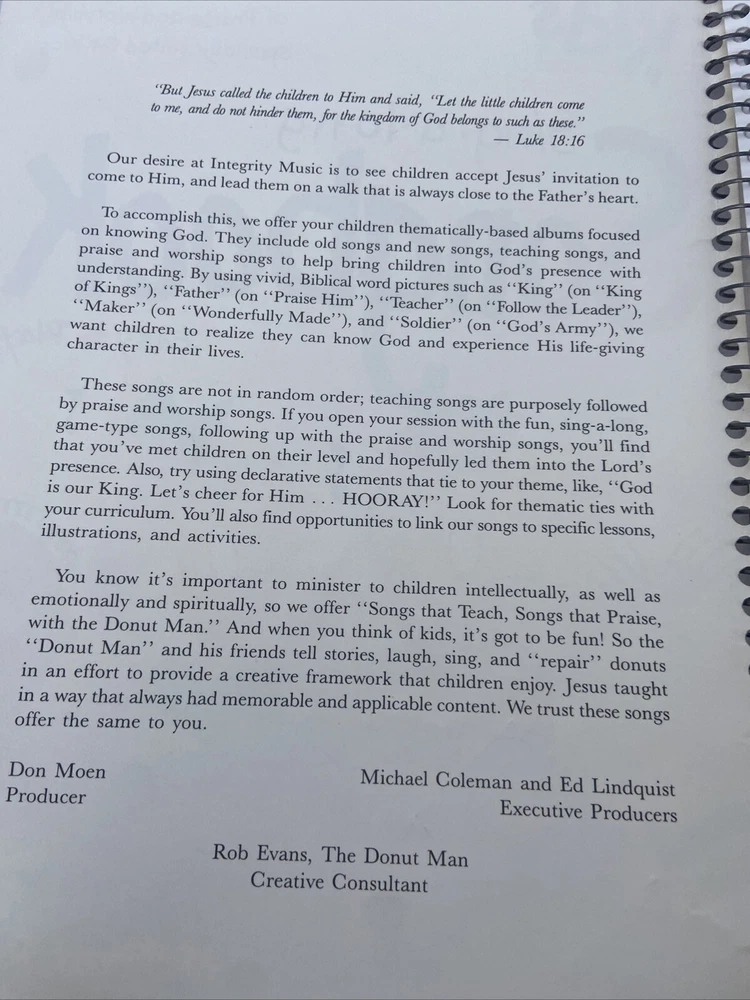 “But Jesus called the children to Him and said, “Let the little children come
to me, and do not hinder them, for the kingdom of God belongs to such as these.”
— Luke 18:16
Our desire at Integrity Music is to see children accept Jesus’ invitation to
come to Him, and lead them on a walk that is always close to the Father’s heart.
To accomplish this, we offer your children thematically-based albums focused
on knowing God. They include old songs and new songs, teaching songs, and
praise and worship songs to help bring children into God’s presence with
understanding. By using vivid, Biblical word pictures such as “King” (on “King
of Kings”), “Father” (on “Praise Him”), “Teacher” (on “Follow the Leader”),
“Maker” (on “Wonderfully Made”), and “Soldier” (on “God’s Army”), we
want children to realize they can know God and experience His life-giving
character in their lives.
These songs are not in random order; teaching songs are purposely followed
by praise and worship songs. If you open your session with the fun, sing-a-long,
game-type songs, following up with the praise and worship songs, you’ll find
that you’ve met children on their level and hopefully led them into the Lord’s
presence. Also, try using declarative statements that tie to your theme, like, “God
is our King. Let’s cheer for Him ... HOORAY!” Look for thematic ties with
your curriculum. You’ll also find opportunities to link our songs to specific lessons,
illustrations, and activities.
You know it’s important to minister to children intellectually, as well as
emotionally and spiritually, so we offer “Songs that Teach, Songs that Praise,
with the Donut Man.” And when you think of kids, it’s got to be fun! So the
“Donut Man” and his friends tell stories, laugh, sing, and “repair” donuts
in an effort to provide a creative framework that children enjoy. Jesus taught
in a way that always had memorable and applicable content. We trust these songs
offer the same to you.
Don Moen
Producer
Michael Coleman and Ed Lindquist
Executive Producers
Rob Evans, The Donut Man
Creative Consultant